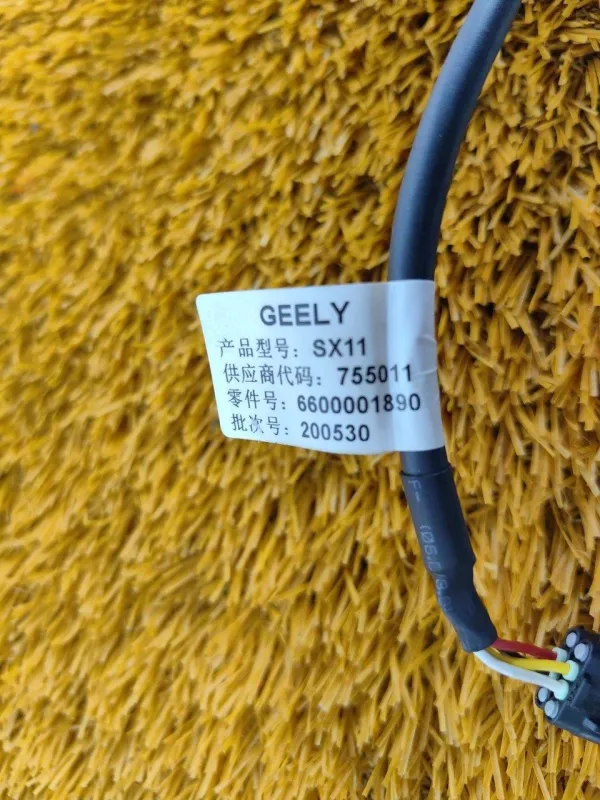 GEELY
产品型号: SX11
供应商代码: 755011
零件号: 6600001890
批次号: 200530